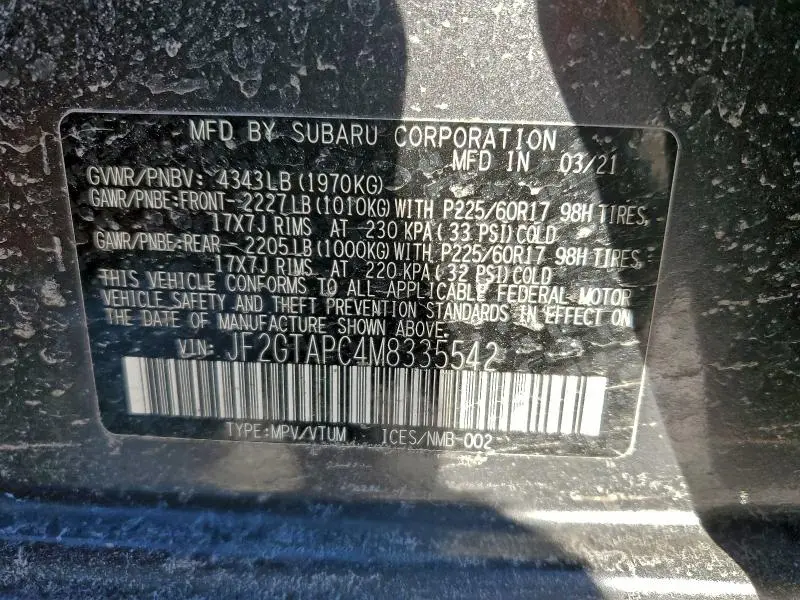 MFD BY SUBARU CORPORATION
MFD IN 03/21
GVWR/PNBV: 4343LB(1970KG)
GAWR/PNBE:FRONT-2227LB(1010KG)WITH P225/60R17 98H TIRES,
17X7J RIMS AT 230 KPA(33 PSI)COLD
GAWR/PNBE:REAR- 2205LB(1000KG)WITH P225/60R17 98H TIRES,
17X7J RIMS AT 220 KPA(32 PSI)COLD
THIS VEHICLE CONFORMS TO ALL APPLICABLE FEDERAL MOTOR
VEHICLE SAFETY AND THEFT PREVENTION STANDARDS IN EFFECT ON
THE DATE OF MANUFACTURE SHOWN ABOVE.
VIN: JF2GTAPC4M8335542
TYPE:MPV/VTUM ICES/NMB-002